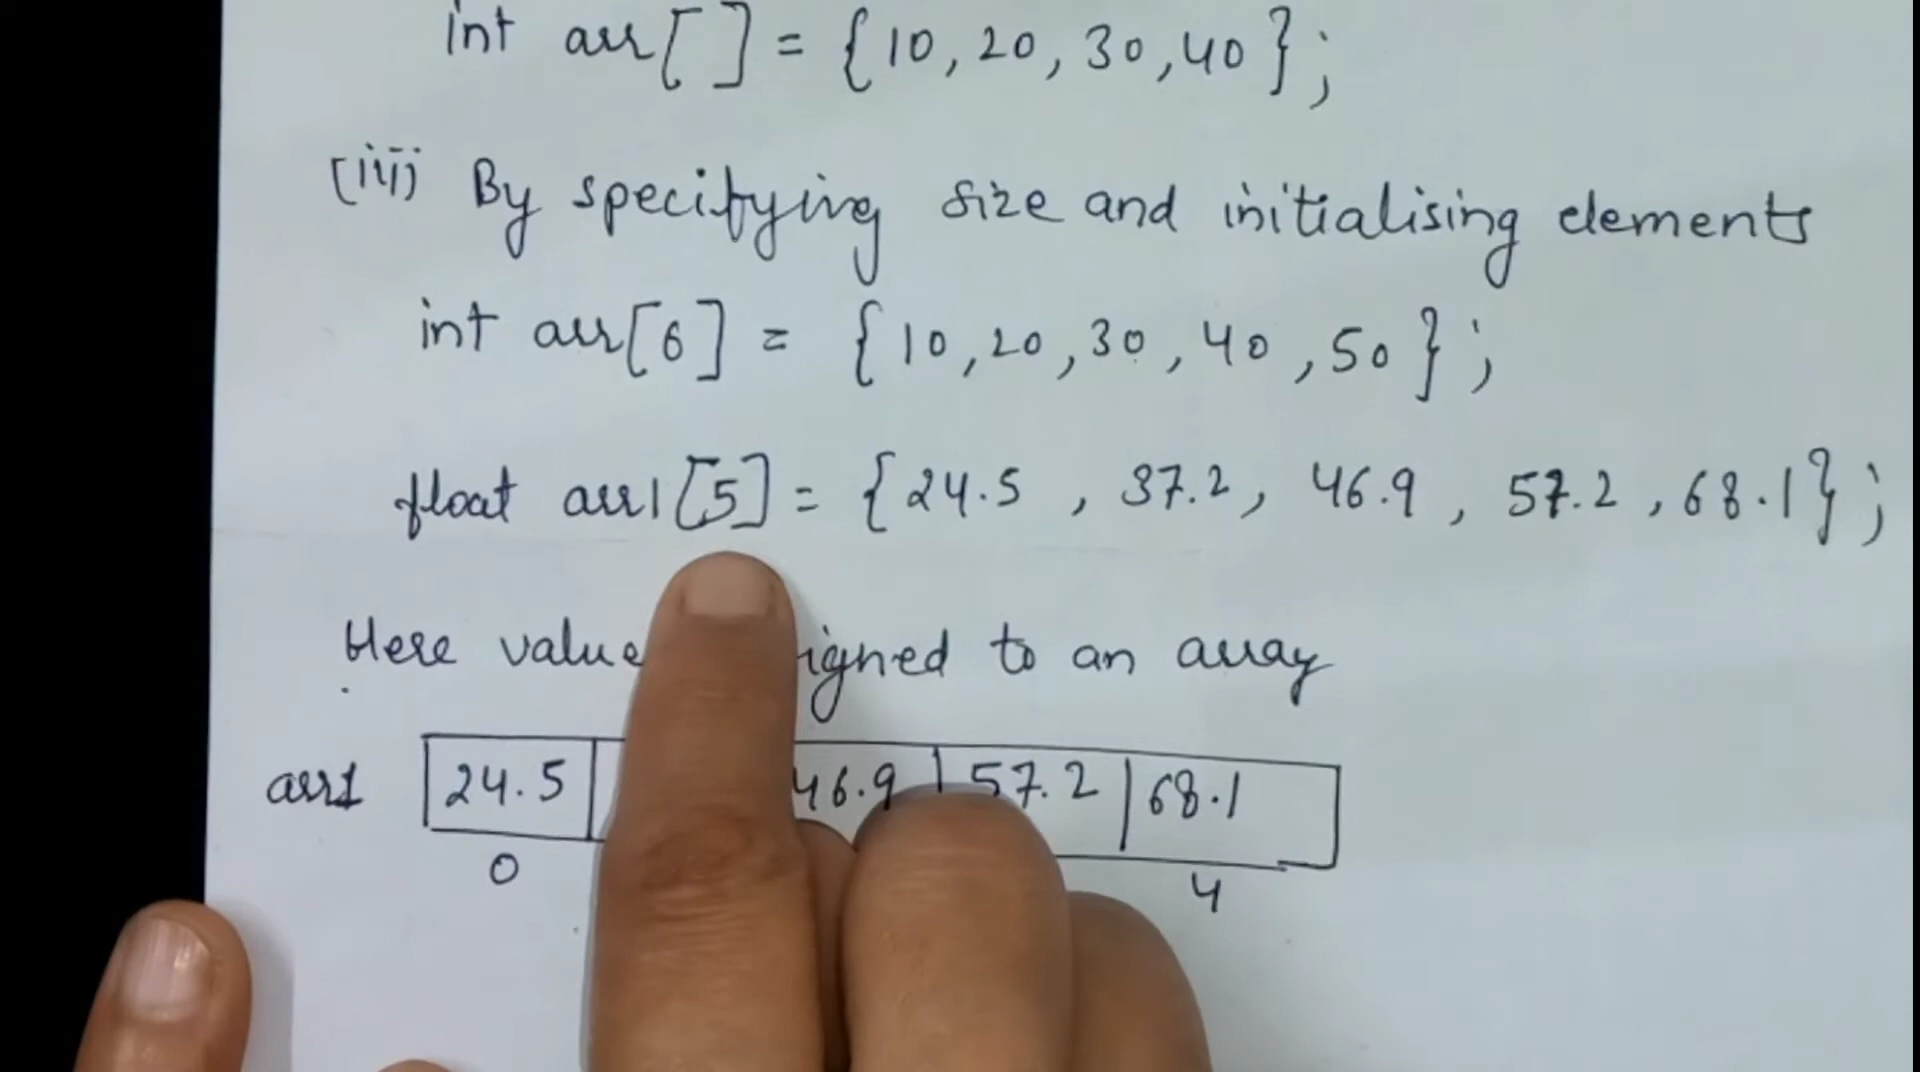 int arr[ ] = {10, 20, 30, 40};
(iii) By specifying size and initialising elements
int arr[6] = {10, 20, 30, 40, 50};
float arr1[5] = {24.5, 37.2, 46.9, 57.2, 68.1};
Here value to an array
arr1 24.5 46.9 57.2 68.1
0 4